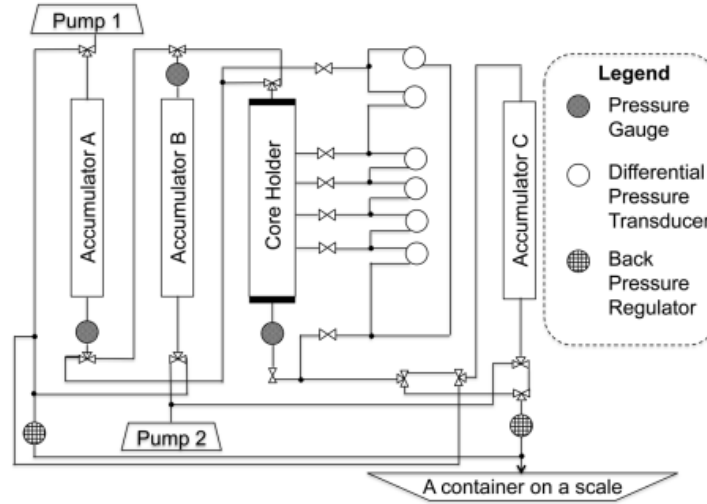 Pump 1
Accumulator A
Accumulator B
Core Holder
Accumulator C
Legend
Pressure
Gauge
Differential
Pressure
Transducer
Back
Pressure
Regulator
Pump 2
A container on a scale